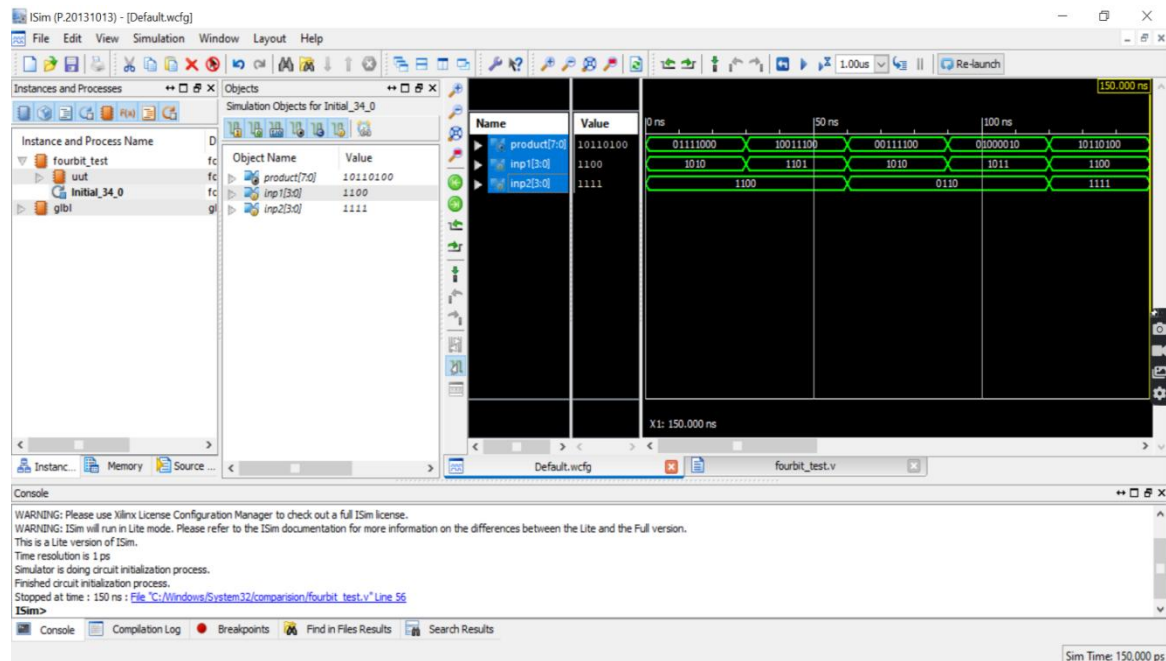 ISim (P.20131013) - [Default.wcfg]
File Edit View Simulation Window Layout Help
1.00us
Re-launch
Instances and Processes
Instance and Process Name
D
fourbit_test
fc
uut
fc
Initial_34_0
fc
glbl
gl
Instanc...
Memory
Source ...
Objects
Simulation Objects for Initial_34_0
Object Name Value
product[7:0] 10110100
inp1[3:0] 1100
inp2[3:0] 1111
Name Value
product[7:0] 10110100
inp1[3:0] 1100
inp2[3:0] 1111
150.000 ns
0 ns 50 ns 100 ns
01111000 10011100 00111100 01000010 10110100
1010 1101 1010 1011 1100
1100 0110 1111
X1: 150.000 ns
Default.wcfg
fourbit_test.v
Console
WARNING: Please use Xilinx License Configuration Manager to check out a full ISim license.
WARNING: ISim will run in Lite mode. Please refer to the ISim documentation for more information on the differences between the Lite and the Full version.
This is a Lite version of ISim.
Time resolution is 1 ps
Simulator is doing circuit initialization process.
Finished circuit initialization process.
Stopped at time : 150 ns : File "C:/Windows/System32/comparision/fourbit_test.v" Line 56
ISim>
Console Compilation Log Breakpoints Find in Files Results Search Results
Sim Time: 150,000 ps